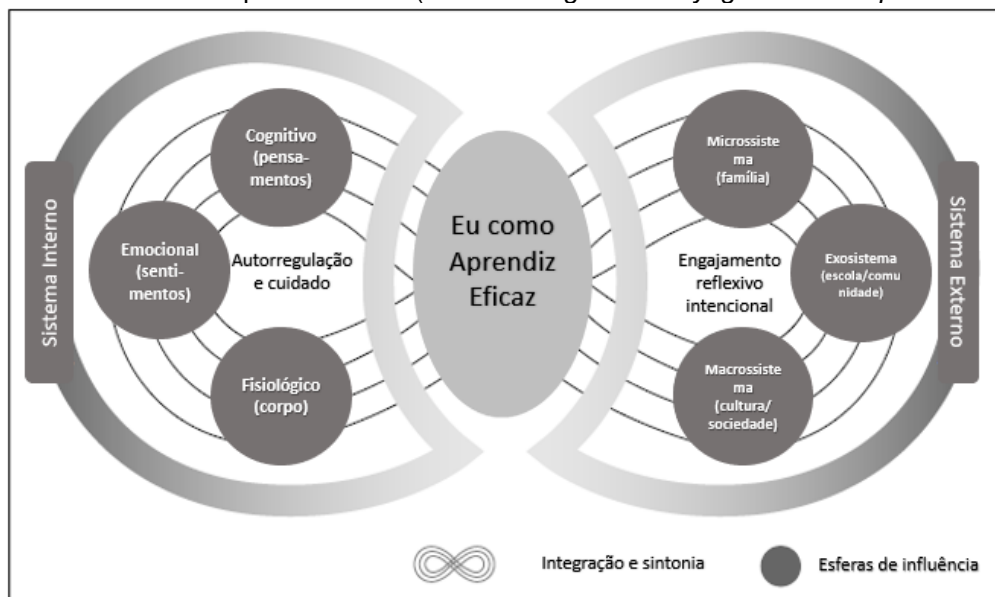 Sistema Interno
Cognitivo
(pensa-
mentos)
Emocional
(senti-
mentos)
Fisiológico
(corpo)
Autorregulação
e cuidado
Eu como
Aprendiz
Eficaz
Engajamento
reflexivo
intencional
Microssiste
ma
(família)
Exosistema
(escola/comu
nidade)
Macrossiste
ma
(cultura/
sociedade)
Sistema Externo
Integração e sintonia
Esferas de influência